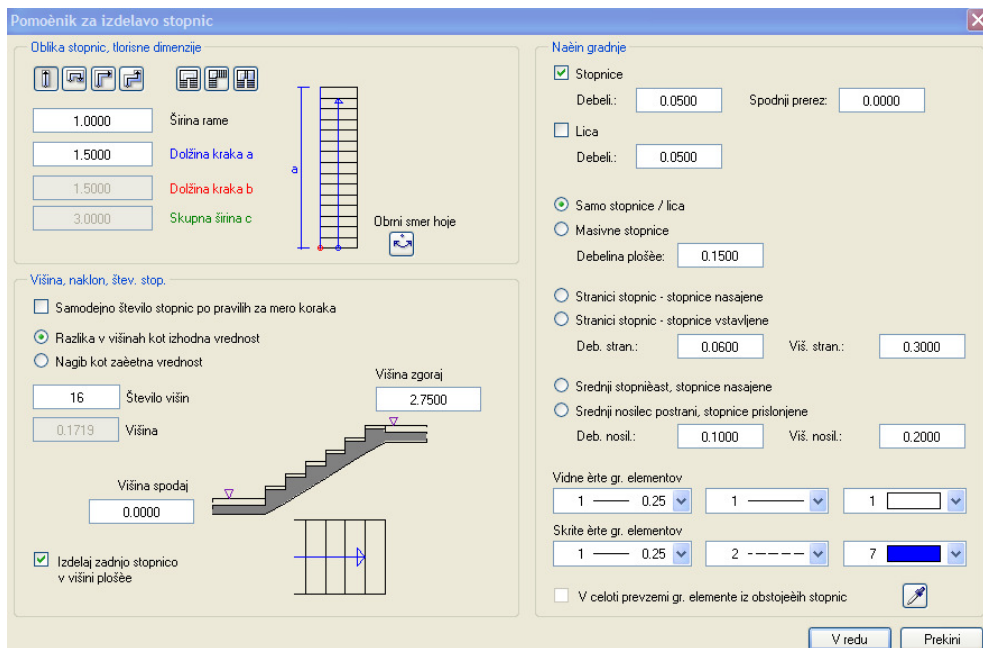 Pomoènik za izdelavo stopnic
Oblika stopnic, tlorisne dimenzije
1.0000 Širina rame
1.5000 Dolžina kraka a
1.5000 Dolžina kraka b
3.0000 Skupna širina c
a
Obrni smer hoje
Višina, naklon, štev. stop.
Samodejno število stopnic po pravilih za mero koraka
Razlika v višinah kot izhodna vrednost
Nagib kot zaèetna vrednost
16 Število višin
0.1719 Višina
Višina zgoraj
2.7500
Višina spodaj
0.0000
Izdelaj zadnjo stopnico
v višini plošèe
Naèin gradnje
Stopnice
Debeli.: 0.0500 Spodnji prerez: 0.0000
Lica
Debeli.: 0.0500
Samo stopnice / lica
Masivne stopnice
Debelina plošèe: 0.1500
Stranici stopnic - stopnice nasajene
Stranici stopnic - stopnice vstavljene
Deb. stran.: 0.0600 Viš. stran.: 0.3000
Srednji stopnièast, stopnice nasajene
Srednji nosilec postrani, stopnice prislonjene
Deb. nosil.: 0.1000 Viš. nosil.: 0.2000
Vidne èrte gr. elementov
1 0.25 1 1
Skrite èrte gr. elementov
1 0.25 2 7
V celoti prevzemi gr. elemente iz obstojeèih stopnic
V redu Prekini